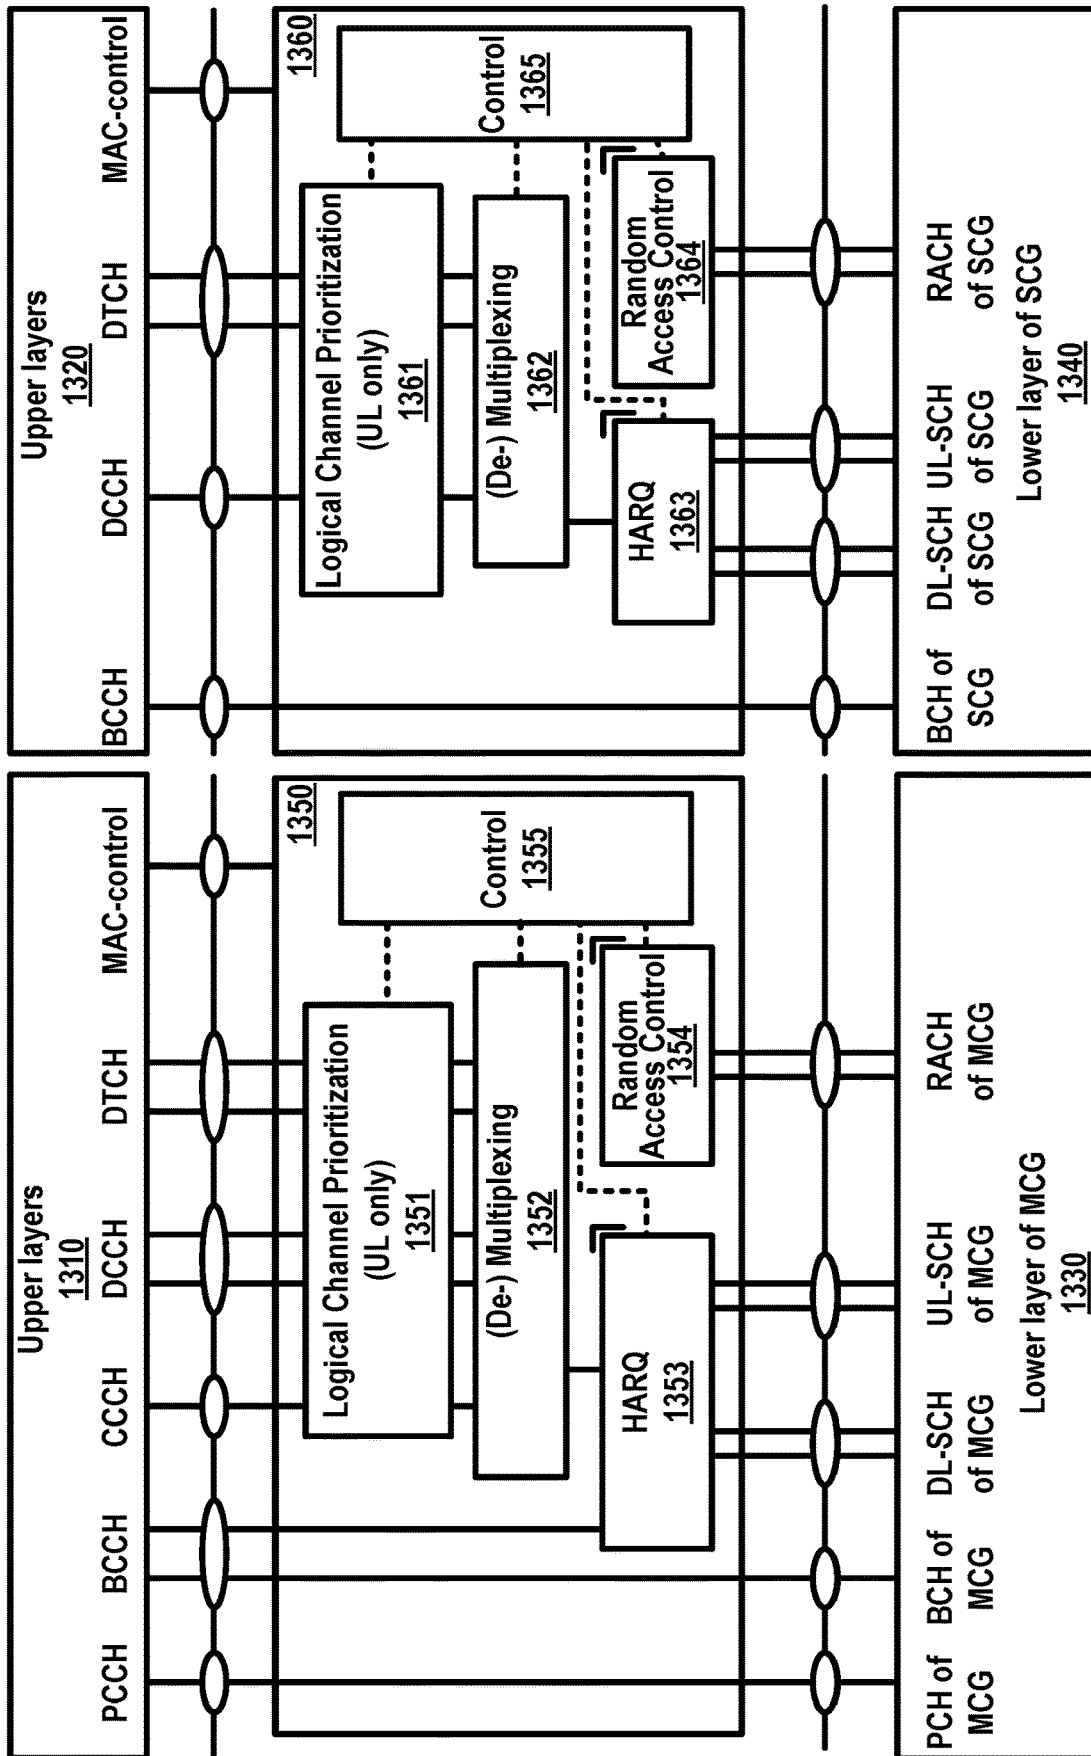 Upper layers
1310
PCCH
BCCH
CCCH
DCCH
DTCH
MAC-control
1350
Logical Channel Prioritization
(UL only)
1351
(De-) Multiplexing
1352
HARQ
1353
Random
Access Control
1354
Control
1355
PCH of
MCG
BCH of
MCG
DL-SCH
of MCG
UL-SCH
of MCG
RACH
of MCG
Lower layer of MCG
1330
Upper layers
1320
BCCH
DCCH
DTCH
MAC-control
1360
Logical Channel Prioritization
(UL only)
1361
(De-) Multiplexing
1362
HARQ
1363
Random
Access Control
1364
Control
1365
BCH of
SCG
DL-SCH
of SCG
UL-SCH
of SCG
RACH
of SCG
Lower layer of SCG
1340